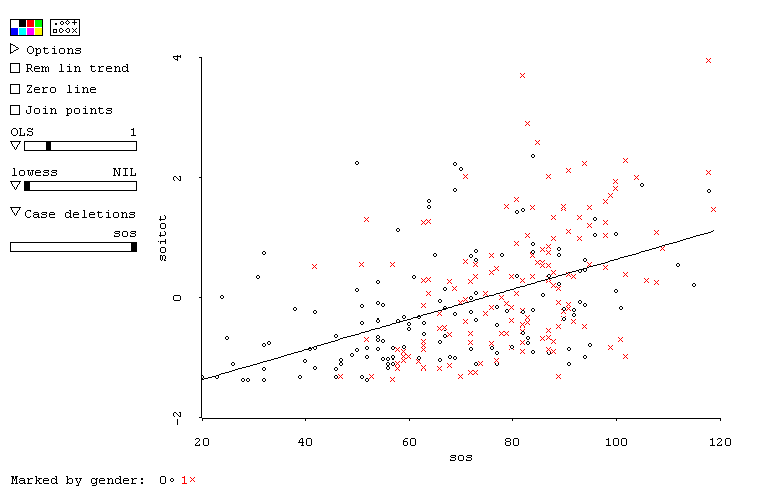 Options
Rem lin trend
Zero line
Join points
OLS 1
lowess NIL
Case deletions
sos
soitot
4
2
0
-2
20 40 60 80 100 120
sos
Marked by gender: 0 1